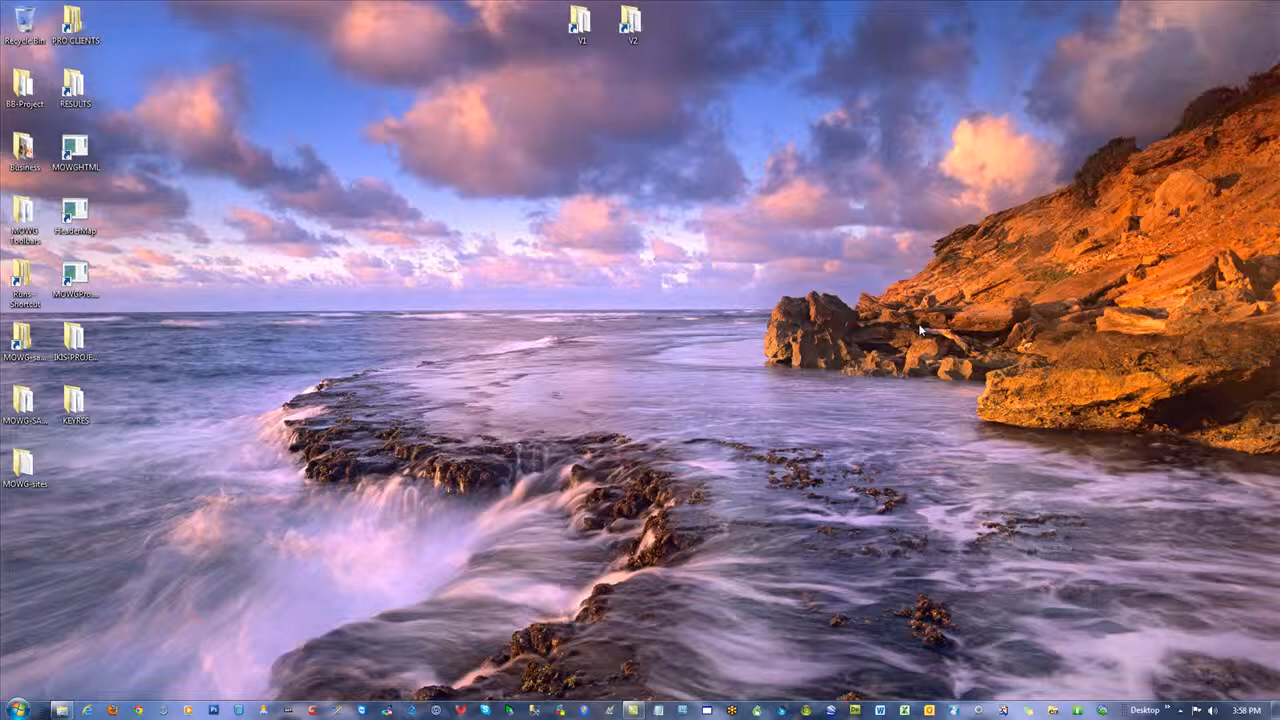 Recycle Bin
PRO CLIENTS
V1
V2
BB-Project
RESULTS
Business
MOWGHTML
MOWG
Toolbars
HeaderMap
Runs -
Shortcut
MOWGPro...
MOWG-sa...
IKIS-PROJE...
MOWG-SA...
KEYRES
MOWG-sites
Desktop
3:58 PM